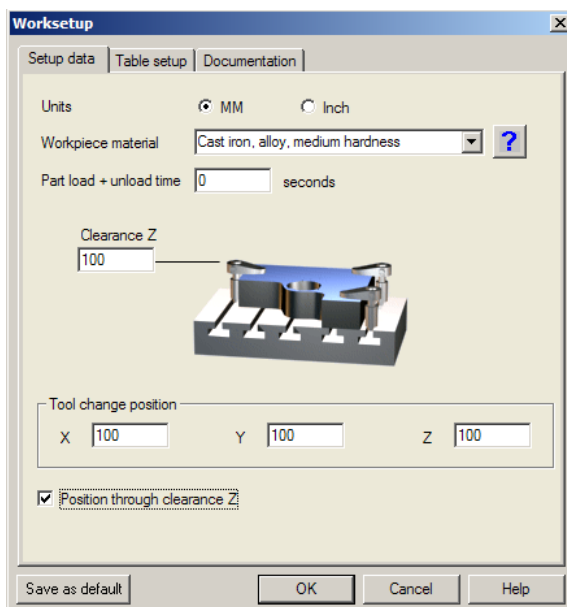 Worksetup
Setup data Table setup Documentation
Units MM Inch
Workpiece material Cast iron, alloy, medium hardness ?
Part load + unload time 0 seconds
Clearance Z
100
Tool change position
X 100 Y 100 Z 100
Position through clearance Z
Save as default OK Cancel Help